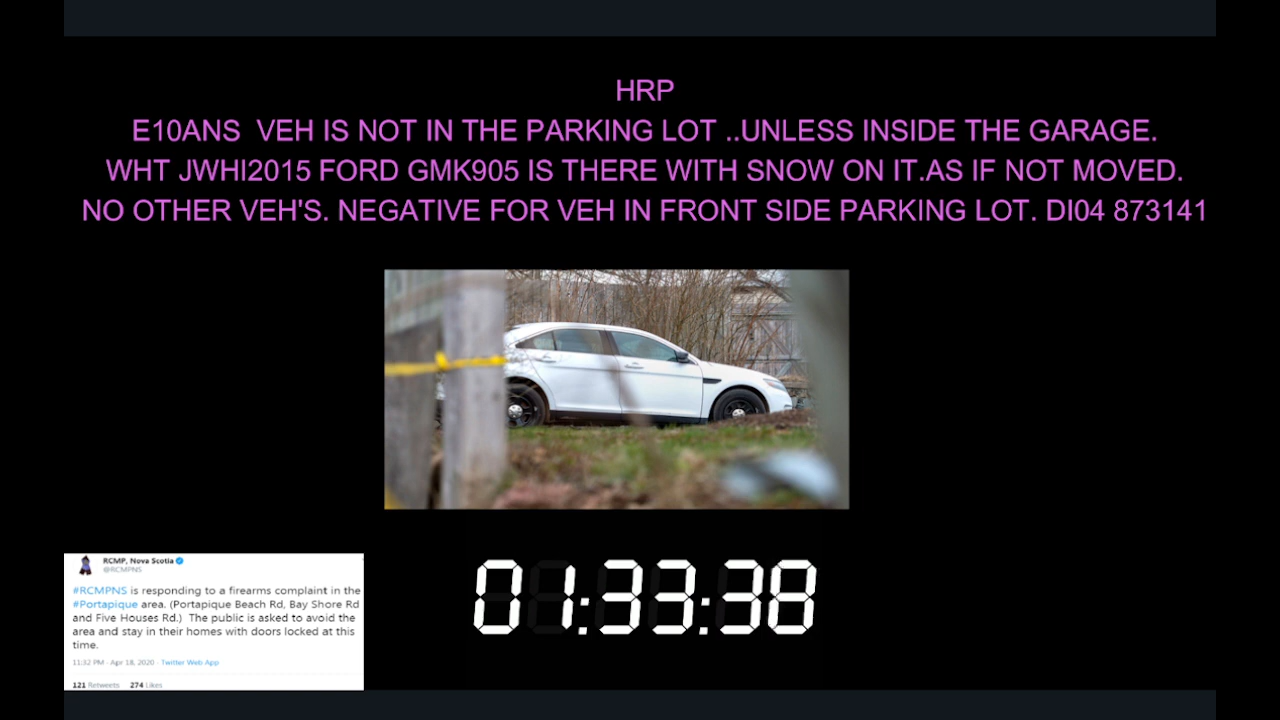 HRP
E10ANS VEH IS NOT IN THE PARKING LOT ..UNLESS INSIDE THE GARAGE.
WHT JWHI2015 FORD GMK905 IS THERE WITH SNOW ON IT.AS IF NOT MOVED.
NO OTHER VEH'S. NEGATIVE FOR VEH IN FRONT SIDE PARKING LOT. DI04 873141
RCMP, Nova Scotia
@RCMPNS
#RCMPNS is responding to a firearms complaint in the
#Portapique area. (Portapique Beach Rd, Bay Shore Rd
and Five Houses Rd.) The public is asked to avoid the
area and stay in their homes with doors locked at this
time.
11:32 PM - Apr 18, 2020 · Twitter Web App
121 Retweets 274 Likes
01:33:38